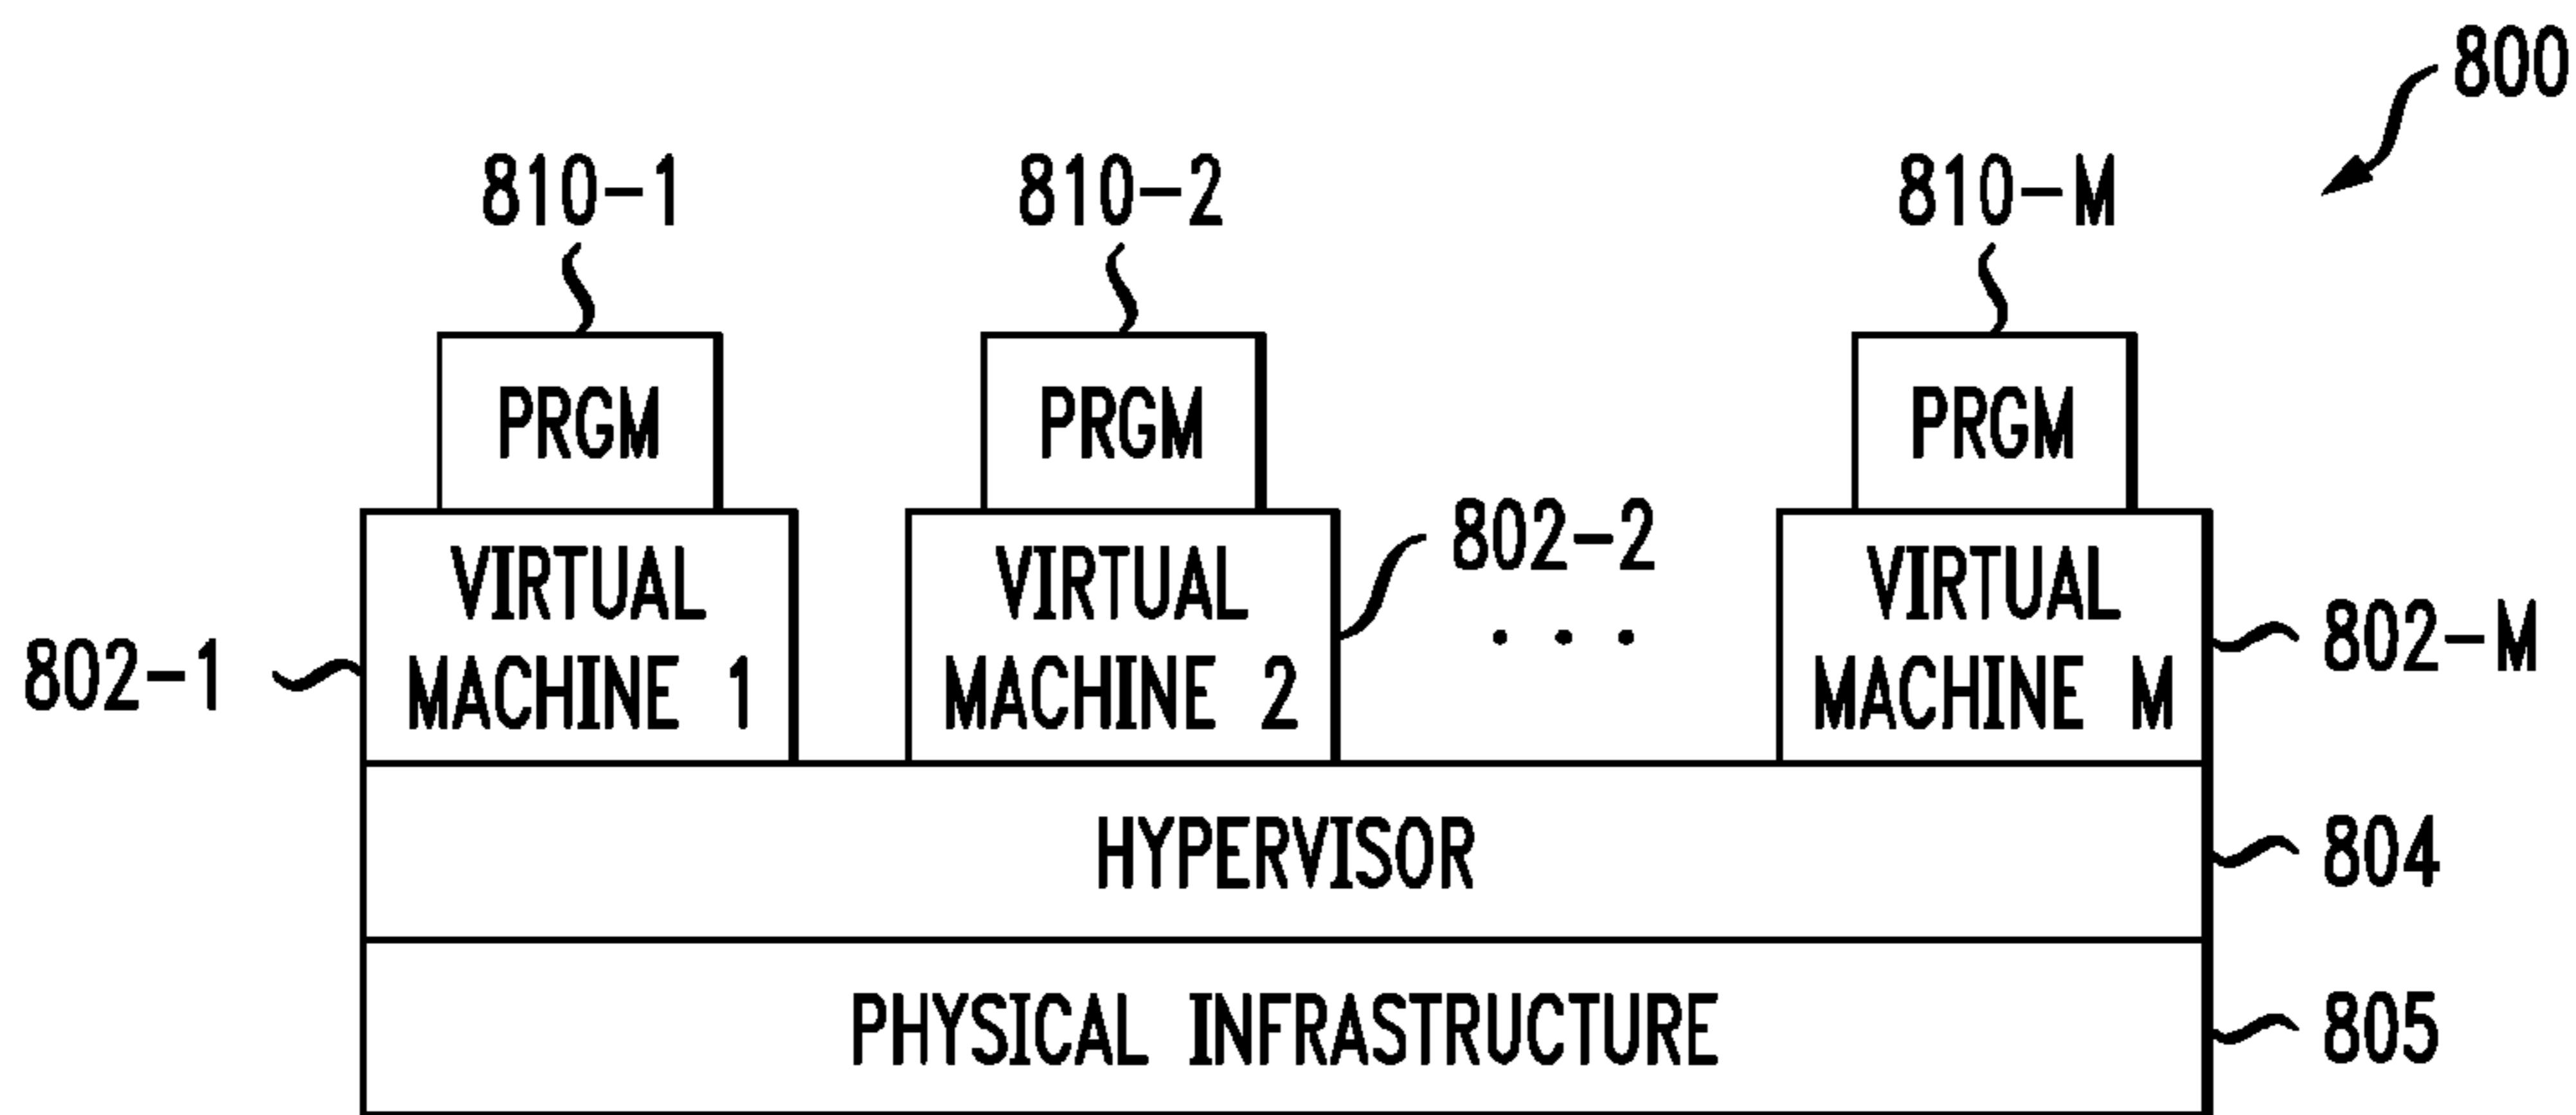 800
810-1 810-2 810-M
PRGM PRGM PRGM
802-2
VIRTUAL MACHINE 1
VIRTUAL MACHINE 2
. . .
VIRTUAL MACHINE M
802-1
802-M
HYPERVISOR
804
PHYSICAL INFRASTRUCTURE
805